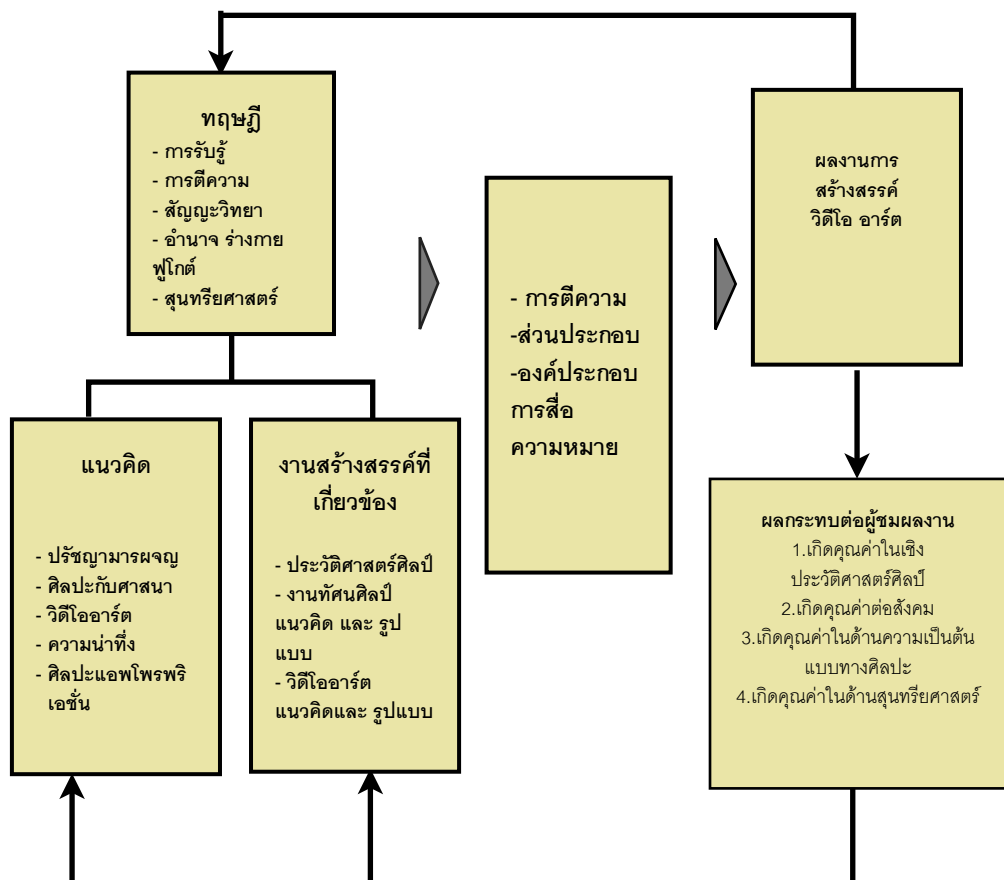 ทฤษฎี
- การรับรู้
- การตีความ
- สัญญะวิทยา
- อำนาจ ร่างกาย
ฟูโกต์
- สุนทรียศาสตร์
แนวคิด
- ปรัชญามารผจญ
- ศิลปะกับศาสนา
- วิดีโออาร์ต
- ความน่าทึ่ง
- ศิลปะแอพโพรพริ
เอชั่น
งานสร้างสรรค์ที่
เกี่ยวข้อง
- ประวัติศาสตร์ศิลป์
- งานทัศนศิลป์
แนวคิด และ รูป
แบบ
- วิดีโออาร์ต
แนวคิดและ รูปแบบ
- การตีความ
-ส่วนประกอบ
-องค์ประกอบ
การสื่อ
ความหมาย
ผลงานการ
สร้างสรรค์
วิดีโอ อาร์ต
ผลกระทบต่อผู้ชมผลงาน
1.เกิดคุณค่าในเชิง
ประวัติศาสตร์ศิลป์
2.เกิดคุณค่าต่อสังคม
3.เกิดคุณค่าในด้านความเป็นต้น
แบบทางศิลปะ
4.เกิดคุณค่าในด้านสุนทรียศาสตร์